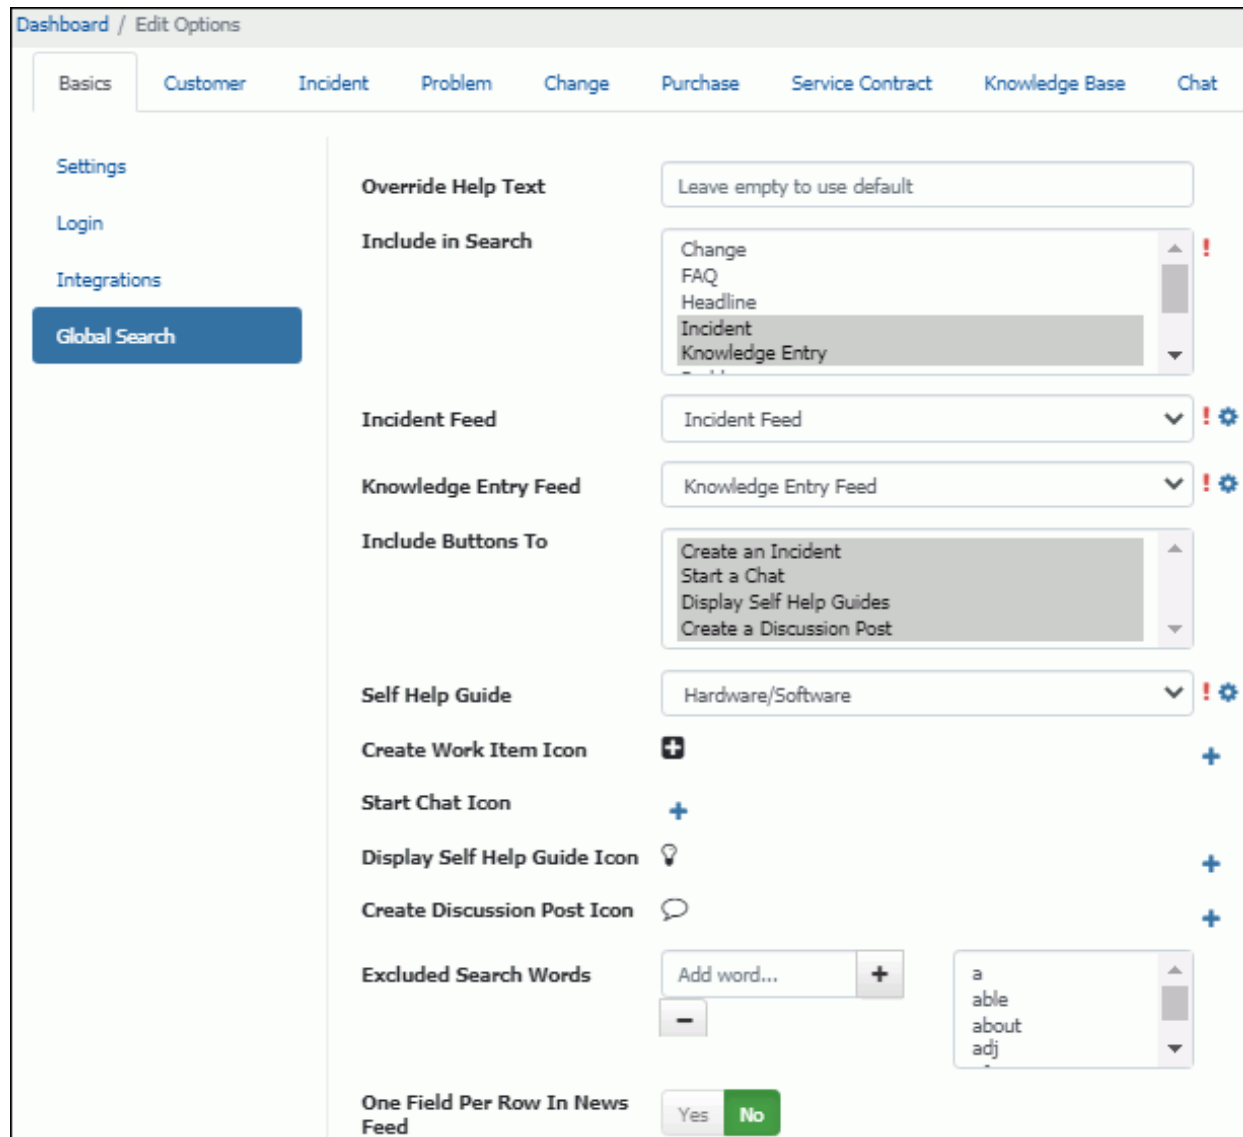 Dashboard / Edit Options
Basics Customer Incident Problem Change Purchase Service Contract Knowledge Base Chat
Settings
Login
Integrations
Global Search
Override Help Text Leave empty to use default
Include in Search
Change
FAQ
Headline
Incident
Knowledge Entry
!
Incident Feed Incident Feed !
Knowledge Entry Feed Knowledge Entry Feed !
Include Buttons To
Create an Incident
Start a Chat
Display Self Help Guides
Create a Discussion Post
Self Help Guide Hardware/Software !
Create Work Item Icon
Start Chat Icon
Display Self Help Guide Icon
Create Discussion Post Icon
Excluded Search Words Add word...
a
able
about
adj
One Field Per Row In News
Feed
Yes No